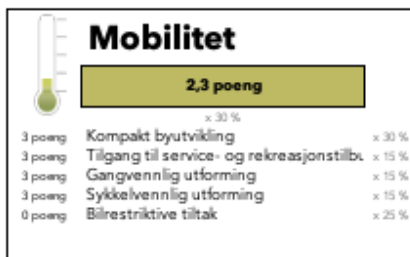 Mobilitet
2,3 poeng
x 30 %
3 poeng Kompakt byutvikling x 30 %
3 poeng Tilgang til service- og rekreasjonstilbu x 15 %
3 poeng Gangvennlig utforming x 15 %
3 poeng Sykkelvennlig utforming x 15 %
0 poeng Bilrestriktive tiltak x 25 %